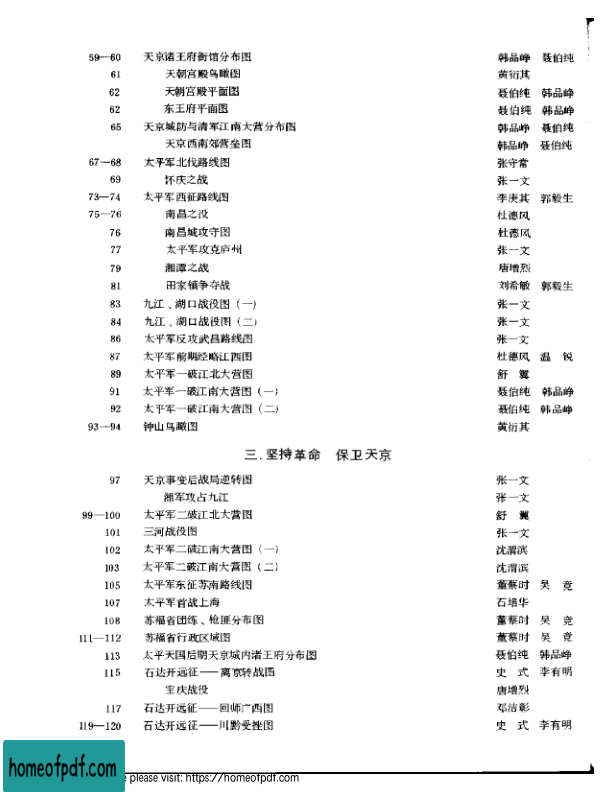 59—60 天京诸王府衙馆分布图 韩品峥 聂伯纯
61 天朝宫殿鸟瞰图 黄衍其
62 天朝宫殿平面图 聂伯纯 韩品峥
62 东王府平面图 聂伯纯 韩品峥
65 天京城防与清军江南大营分布图 韩品峥 聂伯纯
天京西南郊营垒图 韩品峥 聂伯纯
67—68 太平军北伐路线图 张守常
69 怀庆之战 张一文
73—74 太平军西征路线图 李庚其 郭毅生
75—76 南昌之役 杜德风
76 南昌城攻守图 杜德风
77 太平军攻克庐州 张一文
79 湘潭之战 唐增烈
81 田家镇争夺战 刘希敏 郭毅生
83 九江、湖口战役图(一) 张一文
84 九江、湖口战役图(二) 张一文
86 太平军反攻武昌路线图 张一文
87 太平军前期经略江西图 杜德风 温 锐
89 太平军一破江北大营图 舒 翼
91 太平军一破江南大营图(一) 聂伯纯 韩品峥
92 太平军一破江南大营图(二) 聂伯纯 韩品峥
93—94 钟山鸟瞰图 黄衍其
三.坚持革命 保卫天京
97 天京事变后战局逆转图 张一文
湘军攻占九江 张一文
99—100 太平军二破江北大营图 舒 翼
101 三河战役图 张一文
102 太平军二破江南大营图(一) 沈渭滨
103 太平军二破江南大营图(二) 沈渭滨
105 太平军东征苏南路线图 董蔡时 吴 竞
107 太平军首战上海 石培华
108 苏福省团练、枪匪分布图 董蔡时 吴 竞
111—112 苏福省行政区域图 董蔡时 吴 竞
113 太平天国后期天京城内诸王府分布图 聂伯纯 韩品峥
115 石达开远征——离京转战图 史 式 李有明
宝庆战役 唐增烈
117 石达开远征——回师广西图 邓洁彰
119—120 石达开远征——川黔受挫图 史 式 李有明
homeofpdf.com
e please visit: https://homeofpdf.com